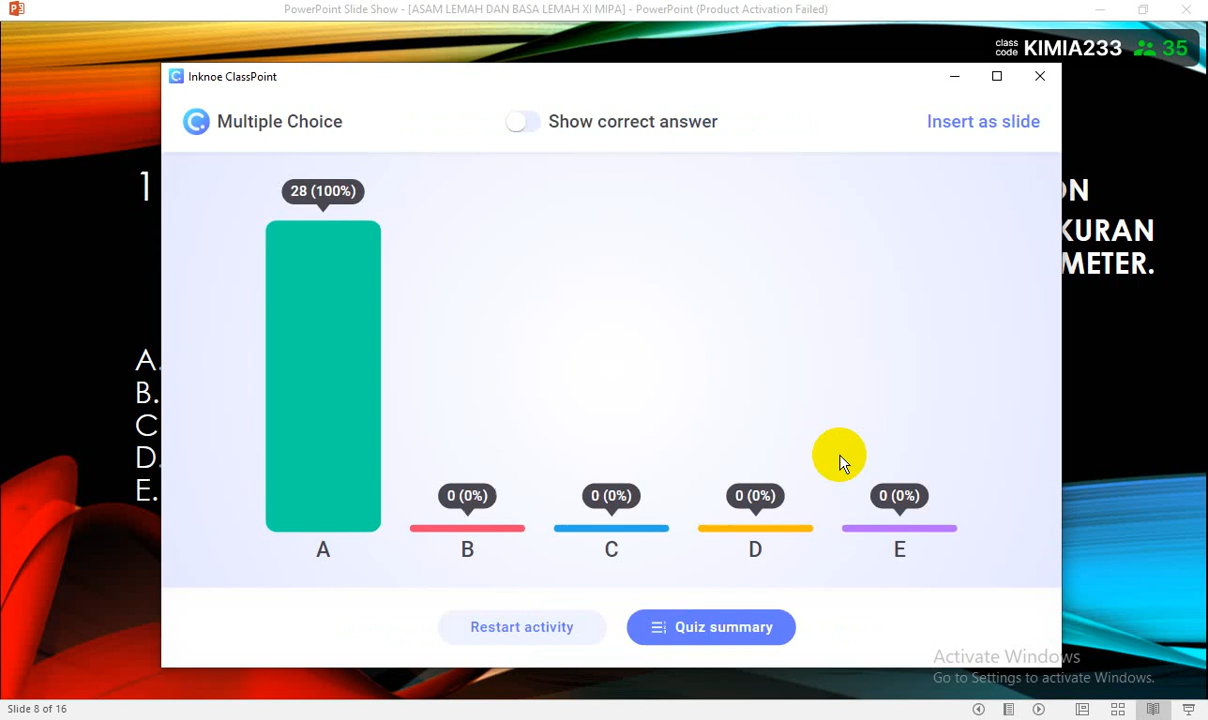 PowerPoint Slide Show - [ASAM LEMAH DAN BASA LEMAH XI MIPA] - PowerPoint (Product Activation Failed)
class code KIMIA233 35
Inknoe ClassPoint
Multiple Choice Show correct answer Insert as slide
1
ON
KURAN
METER.
28 (100%)
A.
B.
C
D.
E.
0 (0%) 0 (0%) 0 (0%) 0 (0%)
A B C D E
Restart activity Quiz summary
Activate Windows
Go to Settings to activate Windows.
Slide 8 of 16